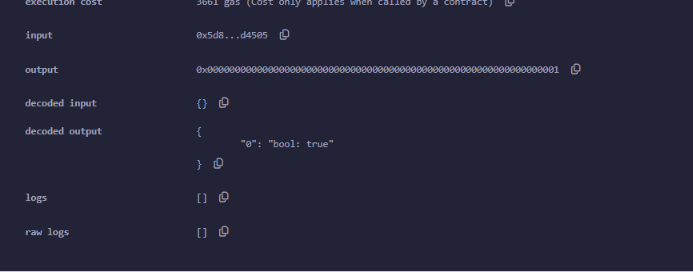 execution cost 3661 gas (Cost only applies when called by a contract)
input 0x5d8...d4505
output 0x0000000000000000000000000000000000000000000000000000000000000001
decoded input {}
decoded output {
"0": "bool: true"
}
logs []
raw logs []